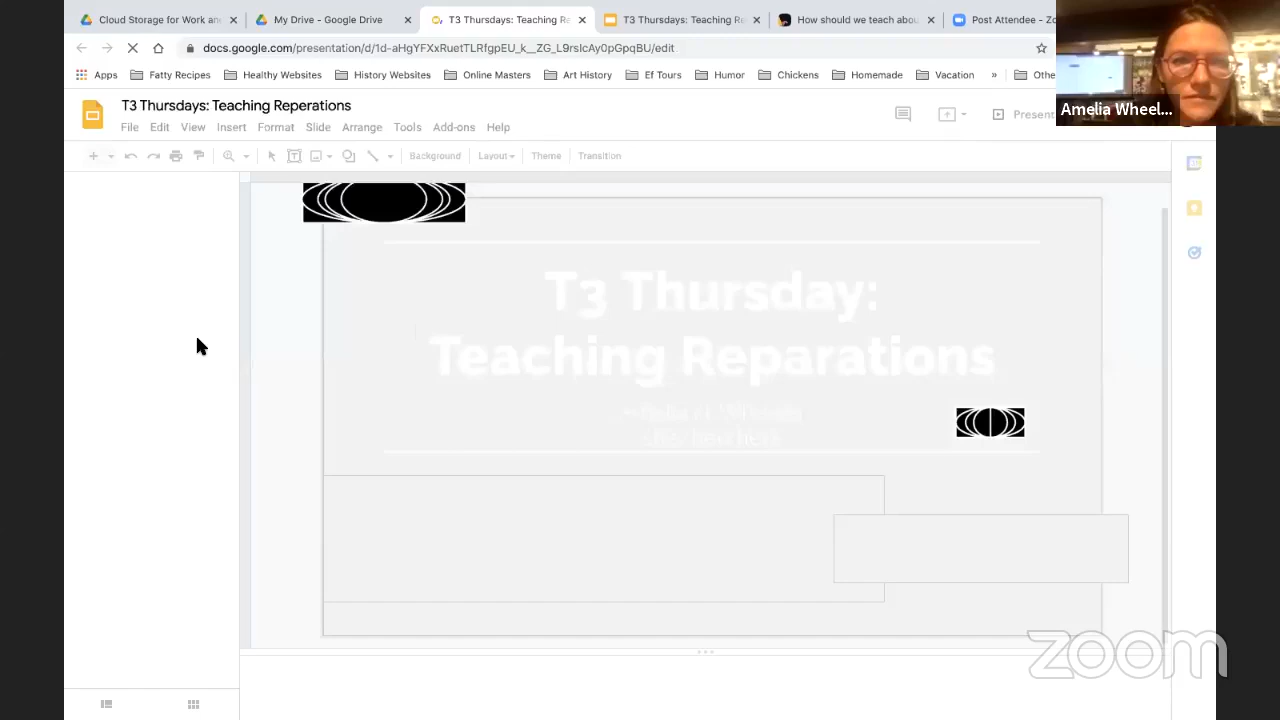 Cloud Storage for Work an
My Drive - Google Drive
T3 Thursdays: Teaching Re
T3 Thursdays: Teaching Re
How should we teach abou
Post Attendee - Zo
docs.google.com/presentation/d/1d-aHgYFXxRuetTLRfgpEU_k__ZG_L9rsIcAy0pGpqBU/edit
Apps
Fatty Recipes
Healthy Websites
History Websites
Online Masters
Art History
Ef Tours
Humor
Chickens
Homemade
Vacation
»
Othe
Amelia Wheel...
T3 Thursdays: Teaching Reperations
File Edit View Insert Format Slide Arrange Tools Add-ons Help
Present
Background
Layout
Theme
Transition
T3 Thursday:
Teaching Reparations
zoom